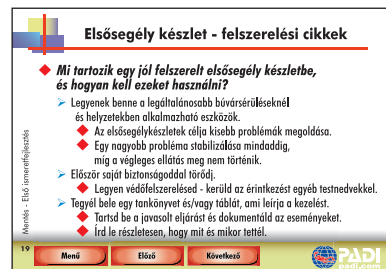 Elsősegély készlet - felszerelési cikkek
Mi tartozik egy jól felszerelt elsősegély készletbe,
és hogyan kell ezeket használni?
Legyenek benne a legáltalánosabb búvársérüléseknél
és helyzetekben alkalmazható eszközök.
Az elsősegélykészletek célja kisebb problémák megoldása.
Egy nagyobb probléma stabilizálása mindaddig,
míg a végleges ellátás meg nem történik.
Először saját biztonságoddal törődj.
Legyen védőfelszerelésed - kerüld az érintkezést egyéb testnedvekkel.
Tegyél bele egy tankönyvet és/vagy táblát, ami leírja a kezelést.
Tartsd be a javasolt eljárást és dokumentáld az eseményeket.
Írd le részletesen, hogy mit és mikor tettél.
Mentés - Első ismeretfejlesztés
19
Menü
Előző
Következő
PADI
padi.com